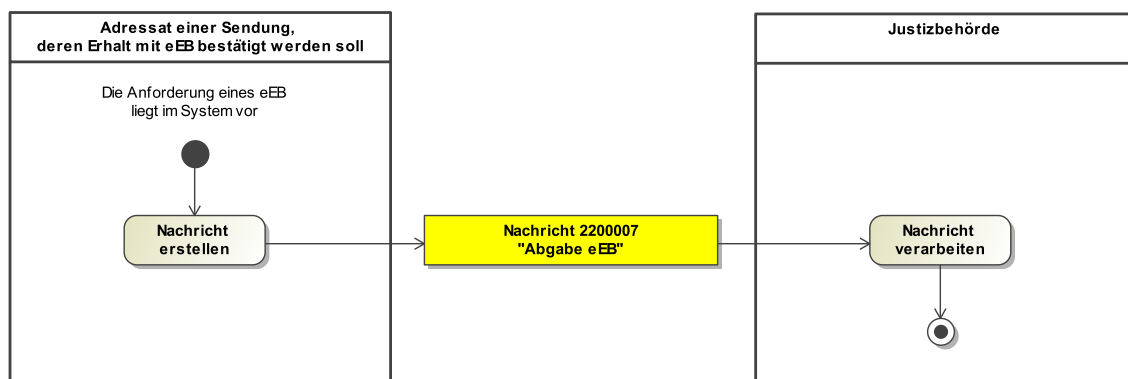 Adressat einer Sendung,
deren Erhalt mit eEB bestätigt werden soll
Justizbehörde
Die Anforderung eines eEB
liegt im System vor
Nachricht
erstellen
Nachricht 2200007
"Abgabe eEB"
Nachricht
verarbeiten